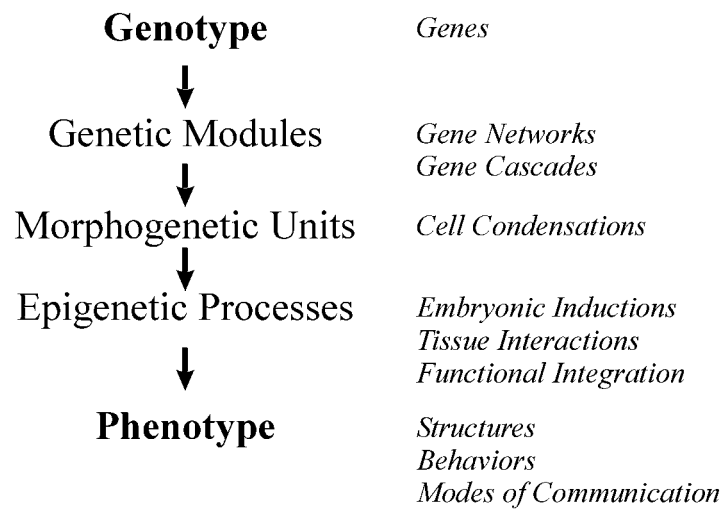 Genotype Genes
Genetic Modules Gene Networks
Gene Cascades
Morphogenetic Units Cell Condensations
Epigenetic Processes Embryonic Inductions
Tissue Interactions
Functional Integration
Phenotype Structures
Behaviors
Modes of Communication